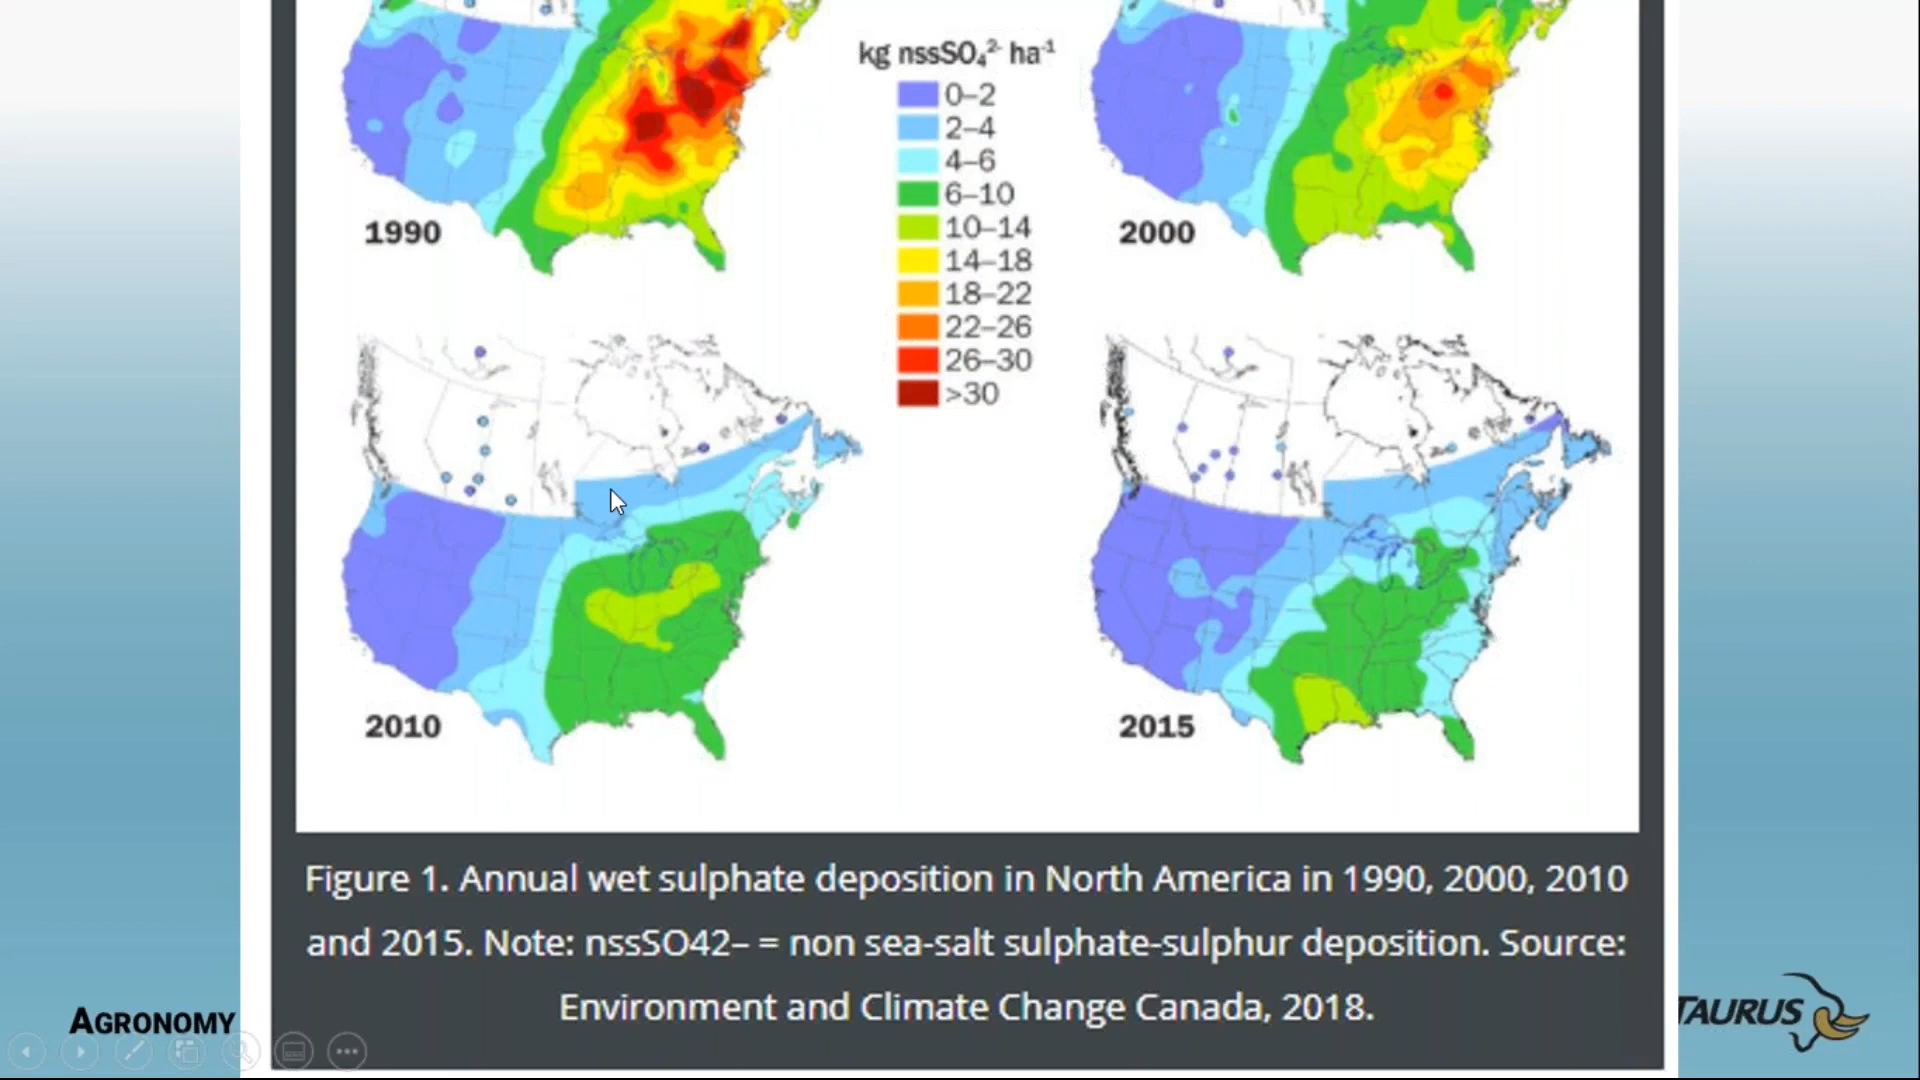 kg nssSO₄²⁻ ha⁻¹
0–2
2–4
4–6
6–10
10–14
14–18
18–22
22–26
26–30
>30
1990
2000
2010
2015
Figure 1. Annual wet sulphate deposition in North America in 1990, 2000, 2010
and 2015. Note: nssSO42– = non sea-salt sulphate-sulphur deposition. Source:
Environment and Climate Change Canada, 2018.
AGRONOMY
TAURUS